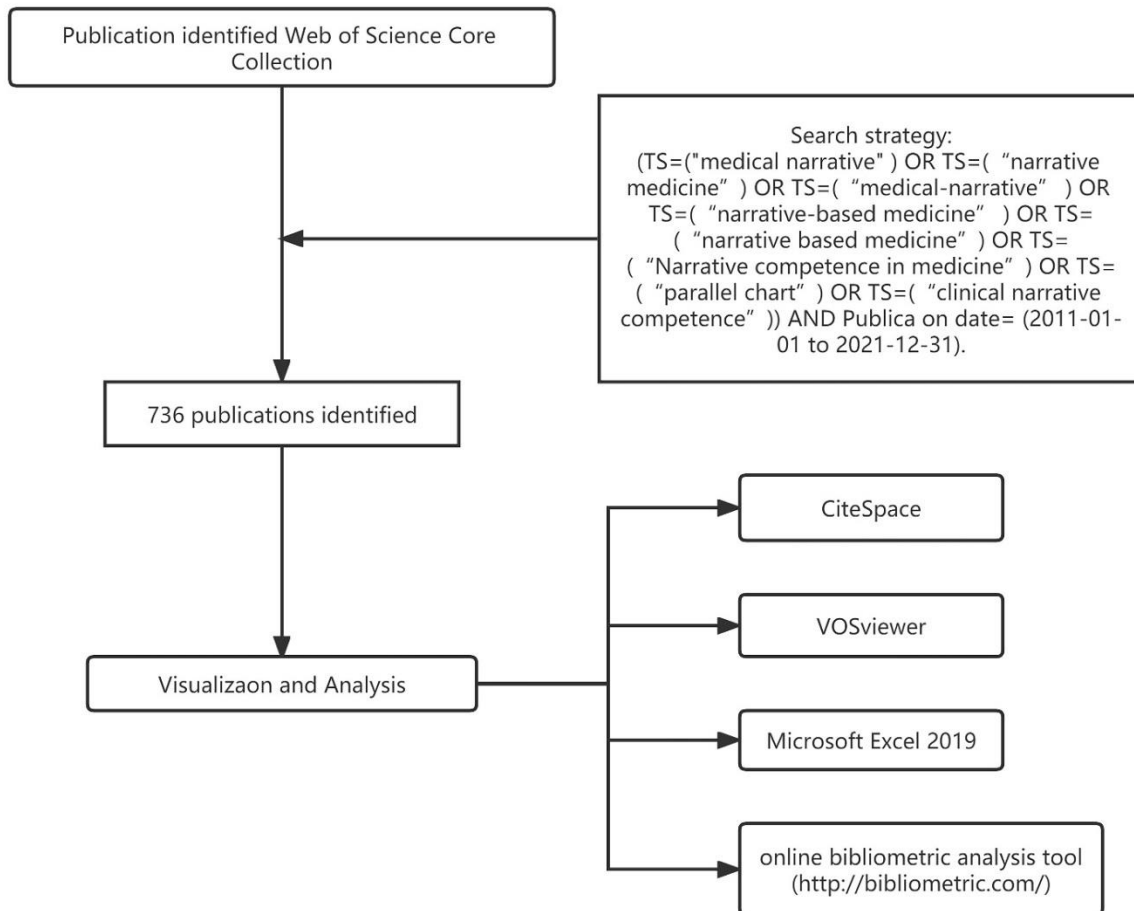 Publication identified Web of Science Core
Collection
Search strategy:
(TS=("medical narrative" ) OR TS=( “narrative
medicine” ) OR TS=( “medical-narrative” ) OR
TS=( “narrative-based medicine” ) OR TS=
( “narrative based medicine” ) OR TS=
( “Narrative competence in medicine” ) OR TS=
( “parallel chart” ) OR TS=( “clinical narrative
competence” )) AND Publica on date= (2011-01-
01 to 2021-12-31).
736 publications identified
Visualizaon and Analysis
CiteSpace
VOSviewer
Microsoft Excel 2019
online bibliometric analysis tool
(http://bibliometric.com/)